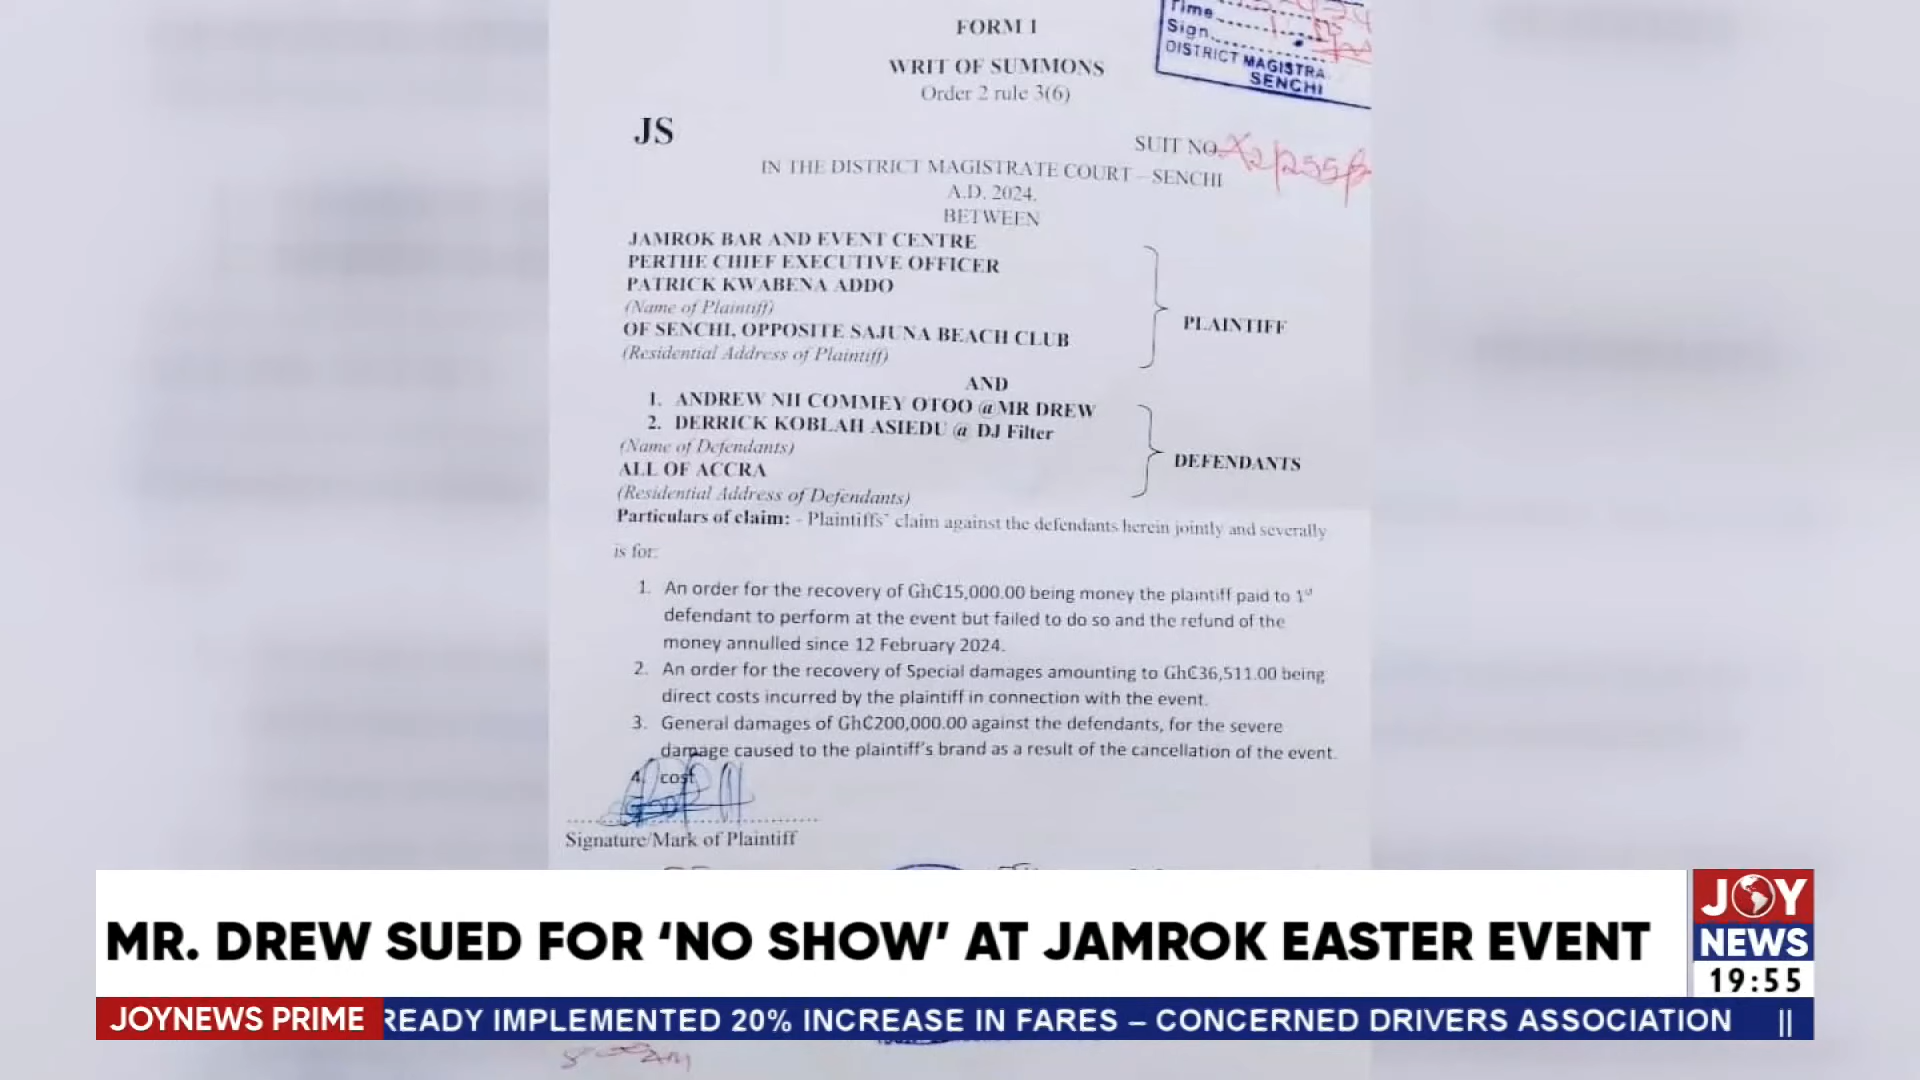 FORM 1
WRIT OF SUMMONS
Order 2 rule 3(6)
Time
Sign
DISTRICT MAGISTRA
SENCHI
JS
SUIT NO.
IN THE DISTRICT MAGISTRATE COURT – SENCHI
A.D. 2024.
BETWEEN
JAMROK BAR AND EVENT CENTRE
PERTHE CHIEF EXECUTIVE OFFICER
PATRICK KWABENA ADDO
(Name of Plaintiff)
OF SENCHI, OPPOSITE SAJUNA BEACH CLUB
(Residential Address of Plaintiff)
PLAINTIFF
AND
1. ANDREW NII COMMEY OTOO @MR DREW
2. DERRICK KOBLAH ASIEDU @ DJ Filter
(Name of Defendants)
ALL OF ACCRA
(Residential Address of Defendants)
DEFENDANTS
Particulars of claim: - Plaintiffs' claim against the defendants herein jointly and severally
is for:
1. An order for the recovery of Gh₵15,000.00 being money the plaintiff paid to 1st
defendant to perform at the event but failed to do so and the refund of the
money annulled since 12 February 2024.
2. An order for the recovery of Special damages amounting to Gh₵36,511.00 being
direct costs incurred by the plaintiff in connection with the event.
3. General damages of Gh₵200,000.00 against the defendants, for the severe
damage caused to the plaintiff's brand as a result of the cancellation of the event.
4. cost
Signature/Mark of Plaintiff
MR. DREW SUED FOR ‘NO SHOW’ AT JAMROK EASTER EVENT
JOY
NEWS
19:55
JOYNEWS PRIME
READY IMPLEMENTED 20% INCREASE IN FARES – CONCERNED DRIVERS ASSOCIATION ||